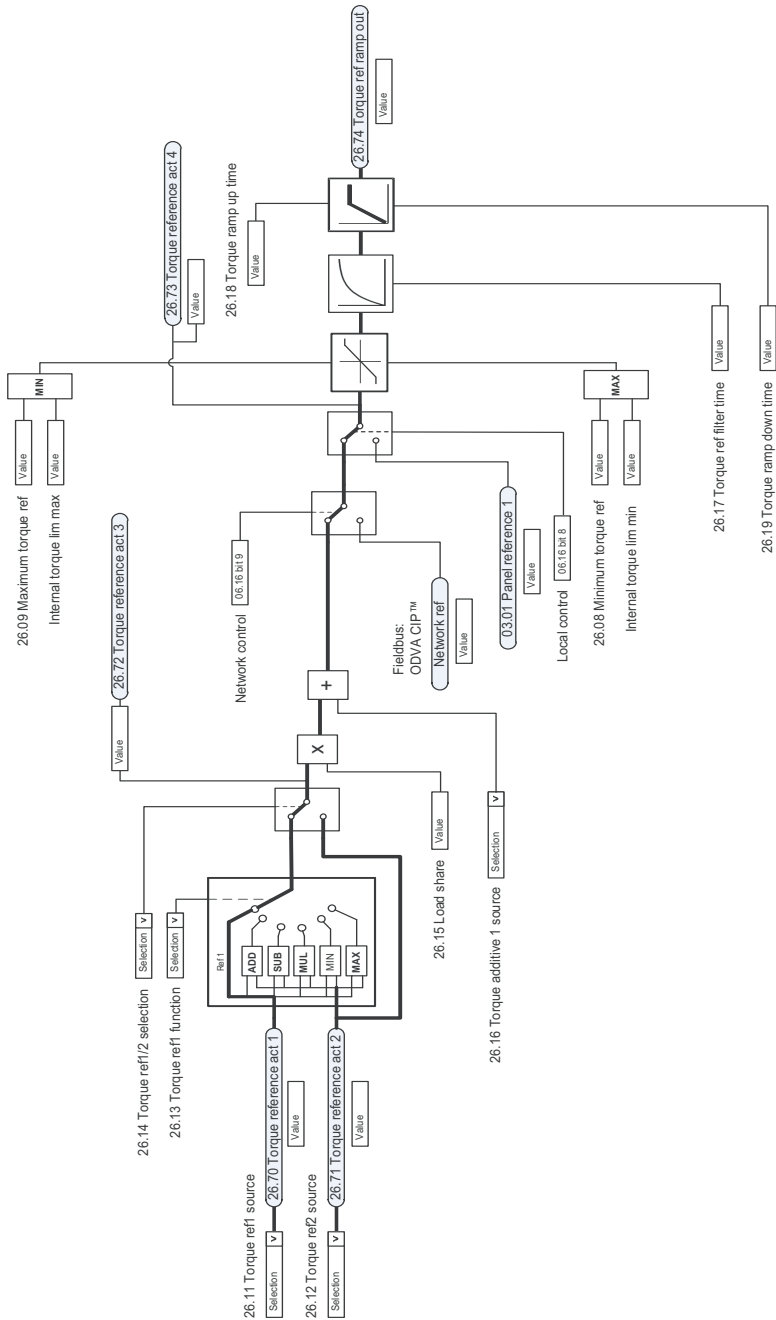 26.11 Torque ref1 source
Selection
v
26.70 Torque reference act 1
Value
26.12 Torque ref2 source
Selection
v
26.71 Torque reference act 2
Value
26.14 Torque ref1/2 selection
Selection
v
26.13 Torque ref1 function
Selection
v
Ref 1
ADD
SUB
MUL
MIN
MAX
26.72 Torque reference act 3
Value
X
26.15 Load share
Value
+
26.16 Torque additive 1 source
Selection
v
Network control
06.16 bit 9
Fieldbus:
ODVA CIP™
Network ref
Value
03.01 Panel reference 1
Value
Local control
06.16 bit 8
26.73 Torque reference act 4
Value
26.09 Maximum torque ref
Value
Internal torque lim max
Value
MIN
26.08 Minimum torque ref
Value
Internal torque lim min
Value
MAX
26.18 Torque ramp up time
Value
26.17 Torque ref filter time
Value
26.19 Torque ramp down time
Value
26.74 Torque ref ramp out
Value